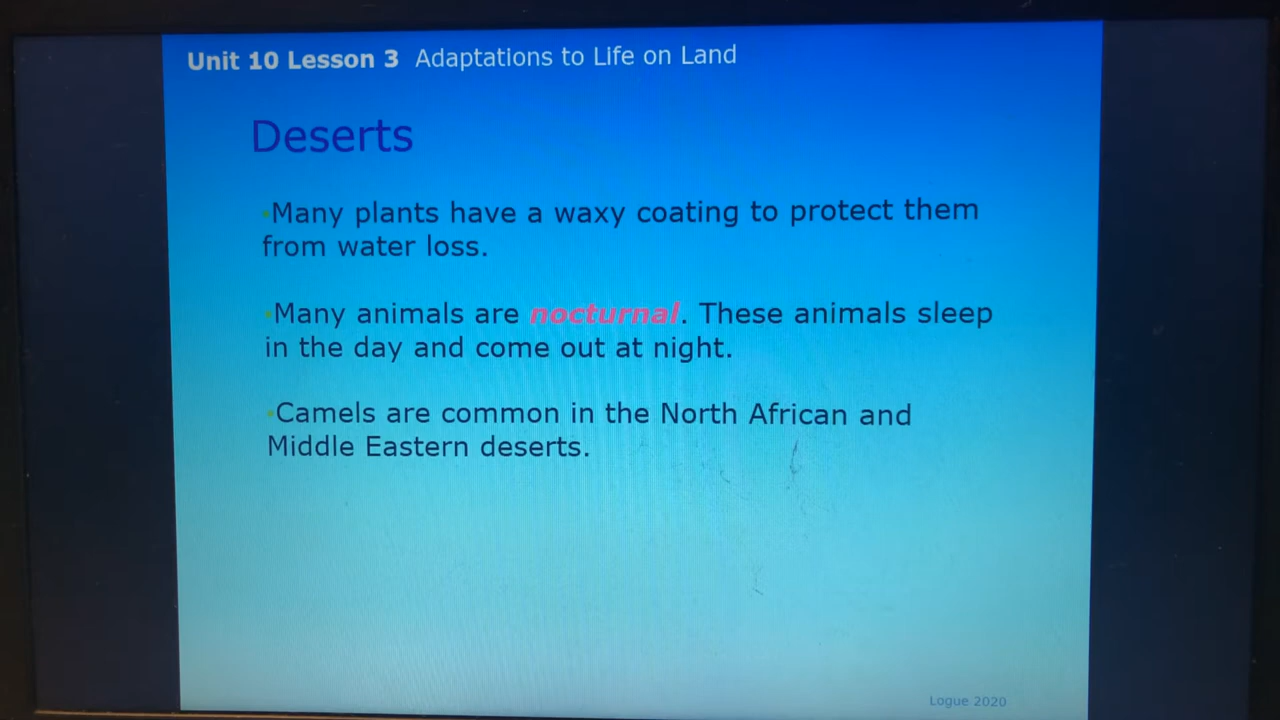 Unit 10 Lesson 3 Adaptations to Life on Land
Deserts
•Many plants have a waxy coating to protect them
from water loss.
•Many animals are nocturnal. These animals sleep
in the day and come out at night.
•Camels are common in the North African and
Middle Eastern deserts.
Logue 2020